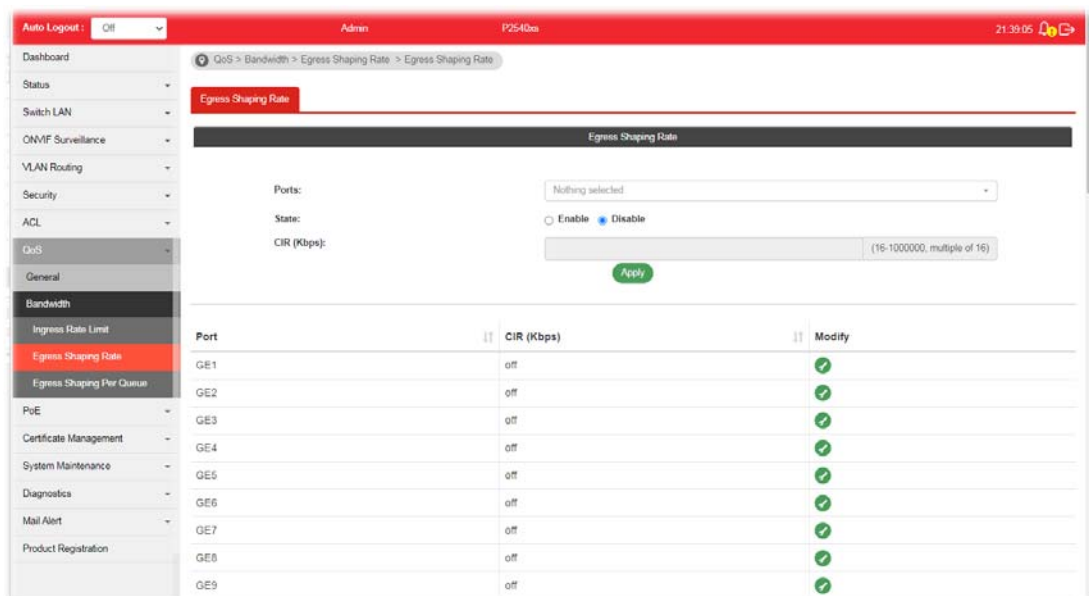 Auto Logout : Off Admin P2540xs 21:39:05
Dashboard
Status
Switch LAN
ONVIF Surveillance
VLAN Routing
Security
ACL
QoS
General
Bandwidth
Ingress Rate Limit
Egress Shaping Rate
Egress Shaping Per Queue
PoE
Certificate Management
System Maintenance
Diagnostics
Mail Alert
Product Registration
QoS > Bandwidth > Egress Shaping Rate > Egress Shaping Rate
Egress Shaping Rate
Egress Shaping Rate
Ports: Nothing selected
State: Enable Disable
CIR (Kbps): (16-1000000, multiple of 16)
Apply
Port CIR (Kbps) Modify
GE1 off
GE2 off
GE3 off
GE4 off
GE5 off
GE6 off
GE7 off
GE8 off
GE9 off